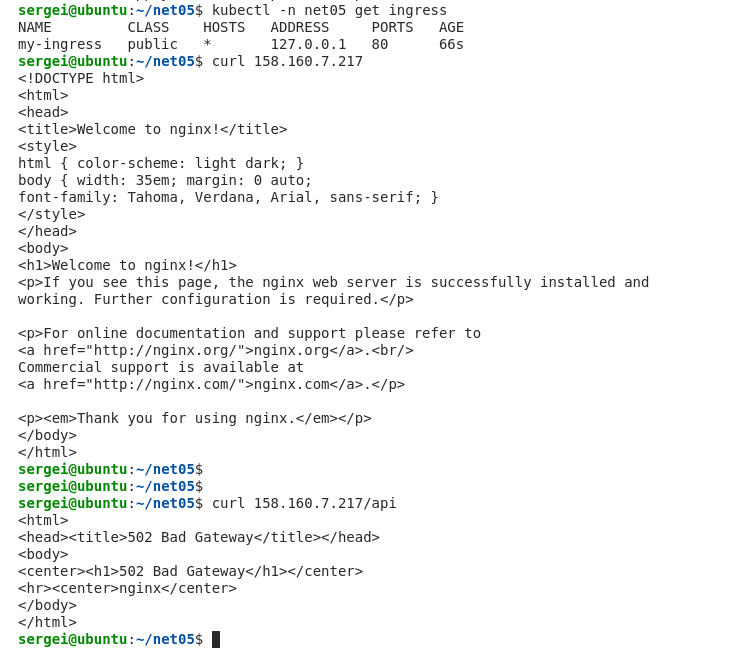 sergei@ubuntu:~/net05$ kubectl -n net05 get ingress
NAME         CLASS    HOSTS   ADDRESS     PORTS   AGE
my-ingress   public   *       127.0.0.1   80      66s
sergei@ubuntu:~/net05$ curl 158.160.7.217
<!DOCTYPE html>
<html>
<head>
<title>Welcome to nginx!</title>
<style>
html { color-scheme: light dark; }
body { width: 35em; margin: 0 auto;
font-family: Tahoma, Verdana, Arial, sans-serif; }
</style>
</head>
<body>
<h1>Welcome to nginx!</h1>
<p>If you see this page, the nginx web server is successfully installed and
working. Further configuration is required.</p>

<p>For online documentation and support please refer to
<a href="http://nginx.org/">nginx.org</a>.<br/>
Commercial support is available at
<a href="http://nginx.com/">nginx.com</a>.</p>

<p><em>Thank you for using nginx.</em></p>
</body>
</html>
sergei@ubuntu:~/net05$
sergei@ubuntu:~/net05$
sergei@ubuntu:~/net05$ curl 158.160.7.217/api
<html>
<head><title>502 Bad Gateway</title></head>
<body>
<center><h1>502 Bad Gateway</h1></center>
<hr><center>nginx</center>
</body>
</html>
sergei@ubuntu:~/net05$